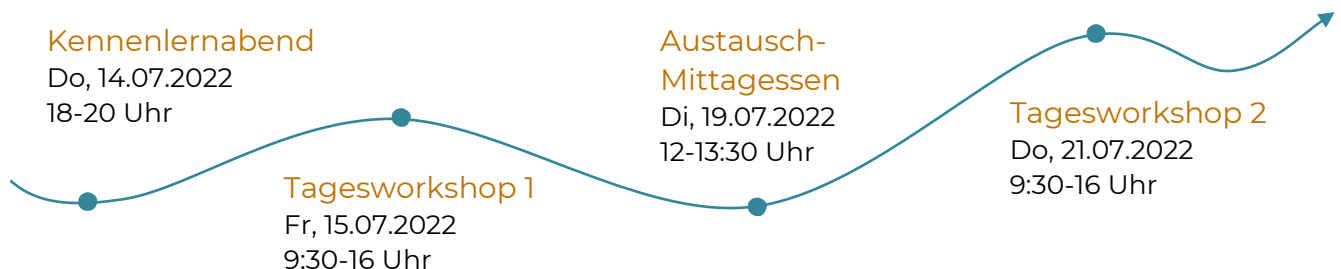 Kennenlernabend
Do, 14.07.2022
18-20 Uhr
Tagesworkshop 1
Fr, 15.07.2022
9:30-16 Uhr
Austausch-
Mittagessen
Di, 19.07.2022
12-13:30 Uhr
Tagesworkshop 2
Do, 21.07.2022
9:30-16 Uhr